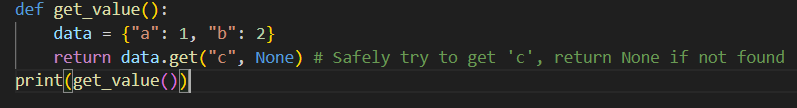 def get_value():
    data = {"a": 1, "b": 2}
    return data.get("c", None) # Safely try to get 'c', return None if not found
print(get_value())